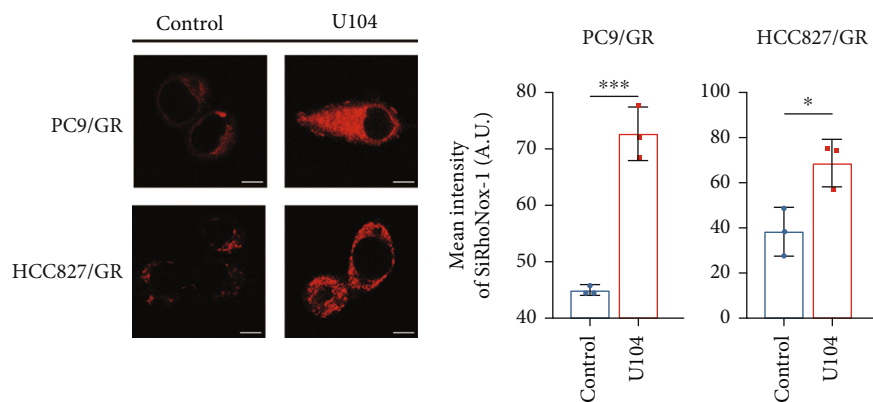 Control
U104
PC9/GR
HCC827/GR
PC9/GR
HCC827/GR
Mean intensity
of SiRhoNox-1 (A.U.)
80
70
60
50
40
***
Control
U104
100
80
60
40
20
0
*
Control
U104